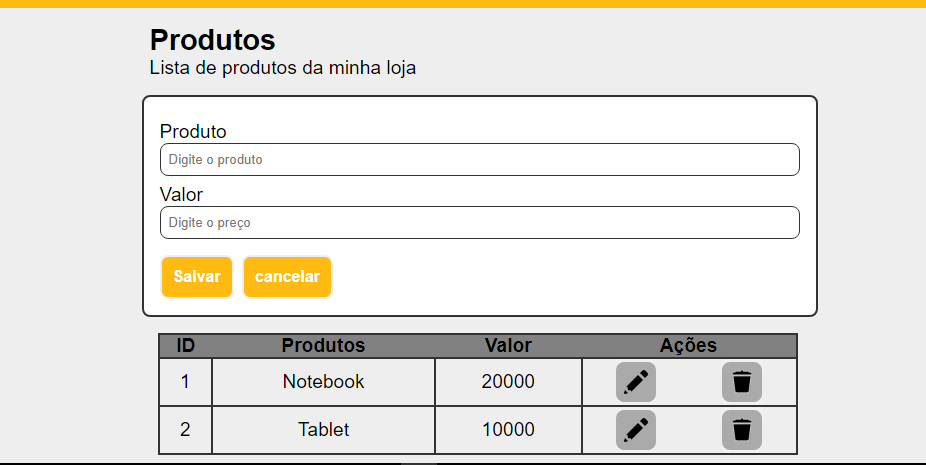 Produtos
Lista de produtos da minha loja
Produto
Digite o produto
Valor
Digite o preço
Salvar cancelar
ID Produtos Valor Ações
1 Notebook 20000
2 Tablet 10000